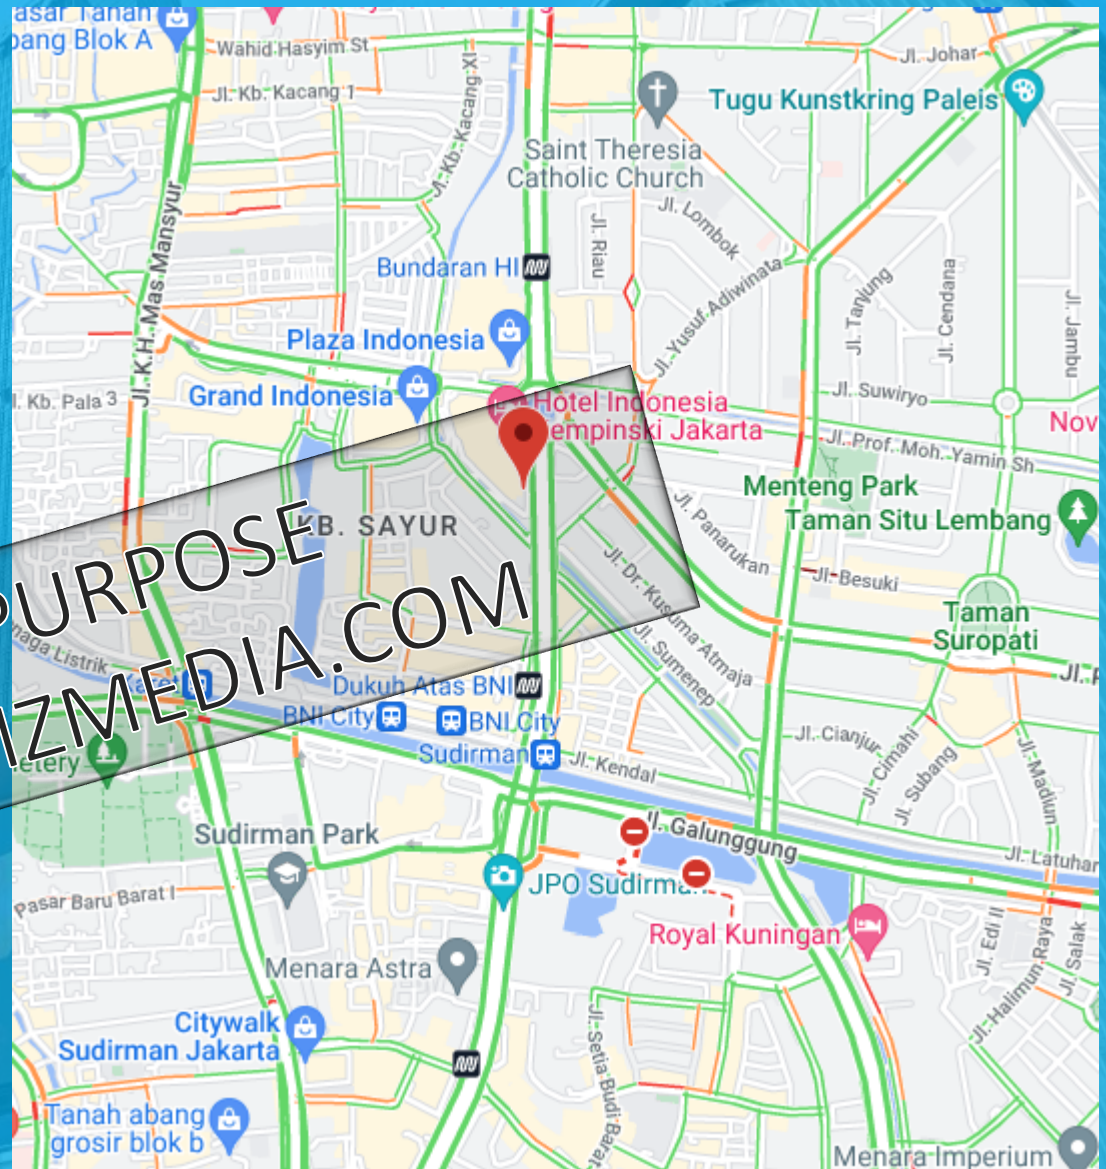 asar Tanah
bang Blok A
Wahid Hasyim St
Jl. Johar
Jl. Kb. Kacang 1
Jl. Kb. Kacang XI
Tugu Kunstkring Paleis
Saint Theresia
Catholic Church
Jl. Lombok
Jl. K.H. Mas Mansyur
Jl. Riau
Bundaran HI
Jl. Yusuf Adiwinata
Jl. Tanjung
Jl. Cendana
Jl. Jambu
Plaza Indonesia
Grand Indonesia
l. Kb. Pala 3
Jl. Suwiryo
Hotel Indonesia
empinski Jakarta
Nov
Jl. Prof. Moh. Yamin Sh
Menteng Park
Taman Situ Lembang
KB. SAYUR
Jl. Panarukan
PURPOSE
IZMEDIA.COM
Jl. Dr. Kusuma Atmaja
Jl. Besuki
Taman
Suropati
naga Listrik
Karet
Jl. Sumenep
Dukuh Atas BNI
BNI City
BNI City
Sudirman
Jl. Kendal
Jl. Cianjur
Jl. Cimahi
Jl. Subang
Jl. Madiun
etery
Sudirman Park
Jl. Galunggung
Jl. Latuhar
JPO Sudirma
Pasar Baru Barat I
Royal Kuningan
Jl. Edi II
Jl. Halimun Raya
Jl. Salak
Menara Astra
Citywalk
Sudirman Jakarta
Jl. Setia Budi Barat
Tanah abang
grosir blok b
Menara Imperium